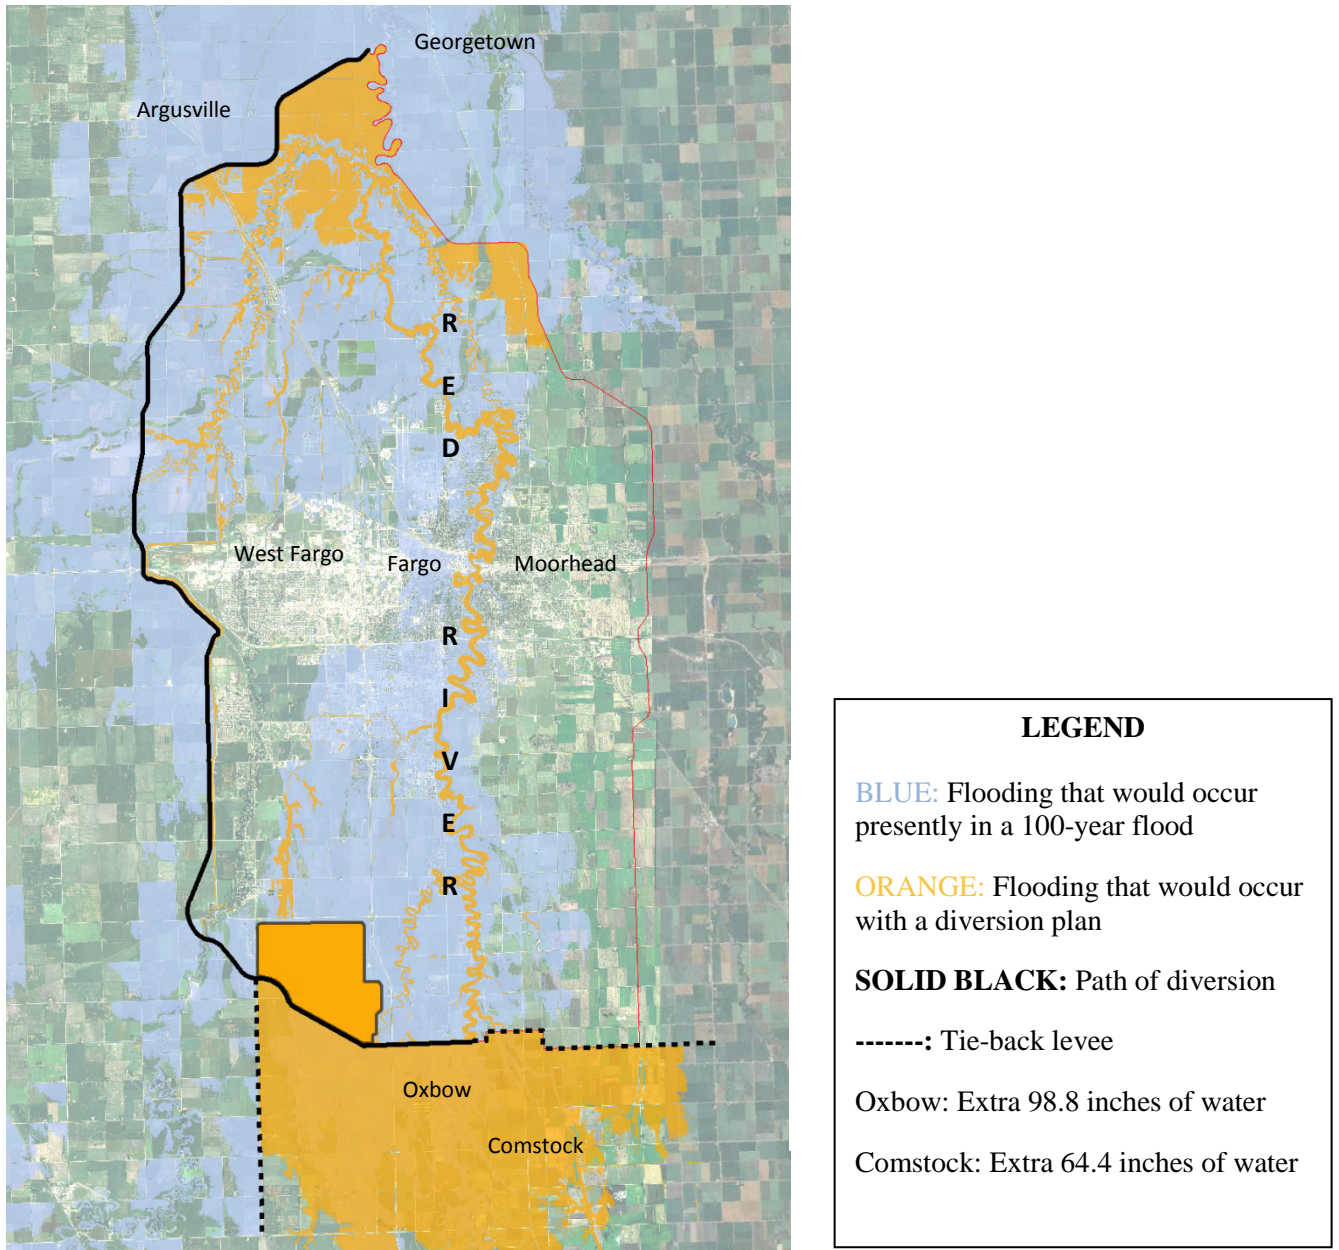 Georgetown
Argusville
R
E
D
West Fargo
Fargo
Moorhead
R
I
V
E
R
Oxbow
Comstock
LEGEND
BLUE: Flooding that would occur
presently in a 100-year flood
ORANGE: Flooding that would occur
with a diversion plan
SOLID BLACK: Path of diversion
-------: Tie-back levee
Oxbow: Extra 98.8 inches of water
Comstock: Extra 64.4 inches of water